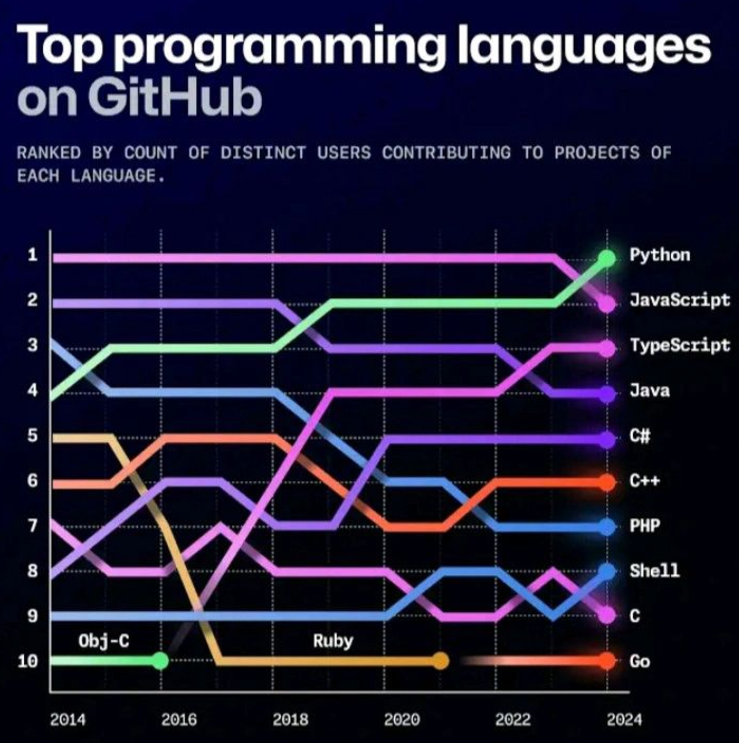 Top programming languages
on GitHub
RANKED BY COUNT OF DISTINCT USERS CONTRIBUTING TO PROJECTS OF
EACH LANGUAGE.
1
Python
2
JavaScript
3
TypeScript
4
Java
5
C#
6
C++
7
PHP
8
Shell
9
C
Obj-C
Ruby
10
Go
2014
2016
2018
2020
2022
2024